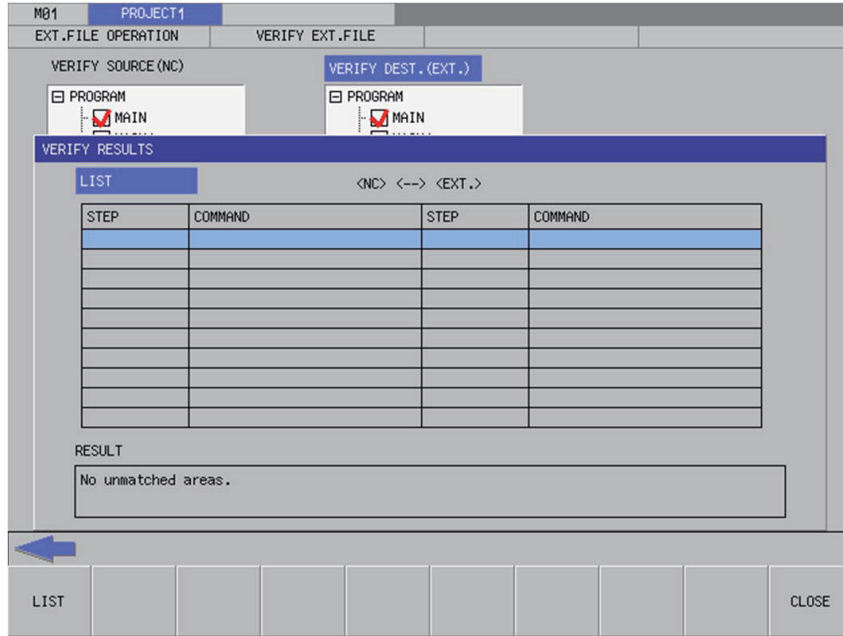 M01 PROJECT1
EXT.FILE OPERATION VERIFY EXT.FILE
VERIFY SOURCE(NC) VERIFY DEST.(EXT.)
PROGRAM PROGRAM
MAIN MAIN
VERIFY RESULTS
LIST <NC> <--> <EXT.>
STEP COMMAND STEP COMMAND
RESULT
No unmatched areas.
LIST CLOSE